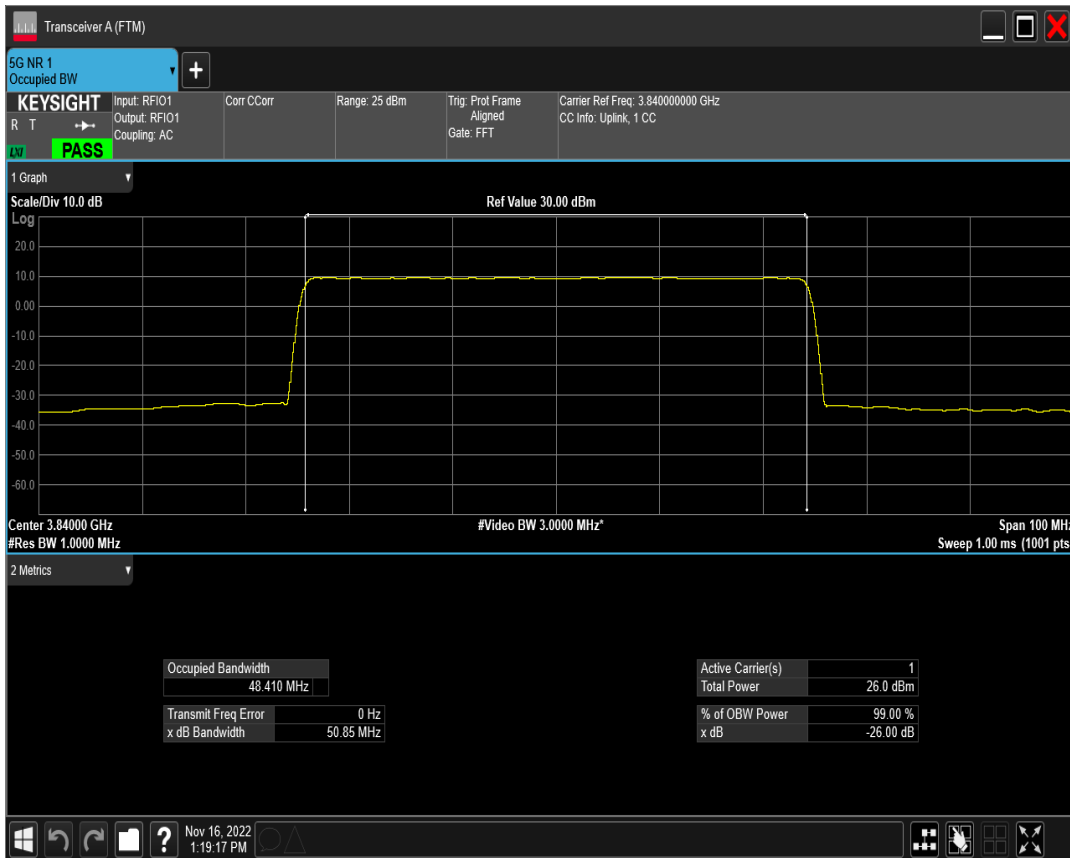 Transceiver A (FTM)
5G NR 1
Occupied BW
+
KEYSIGHT
R T
LXI
PASS
Input: RFIO1
Output: RFIO1
Coupling: AC
Corr CCorr
Range: 25 dBm
Trig: Prot Frame
Aligned
Gate: FFT
Carrier Ref Freq: 3.840000000 GHz
CC Info: Uplink, 1 CC
1 Graph
Scale/Div 10.0 dB
Ref Value 30.00 dBm
Log
20.0
10.0
0.00
-10.0
-20.0
-30.0
-40.0
-50.0
-60.0
Center 3.84000 GHz
#Video BW 3.0000 MHz*
Span 100 MHz
#Res BW 1.0000 MHz
Sweep 1.00 ms (1001 pts
2 Metrics
Occupied Bandwidth
48.410 MHz
Transmit Freq Error 0 Hz
x dB Bandwidth 50.85 MHz
Active Carrier(s) 1
Total Power 26.0 dBm
% of OBW Power 99.00 %
x dB -26.00 dB
?
Nov 16, 2022
1:19:17 PM